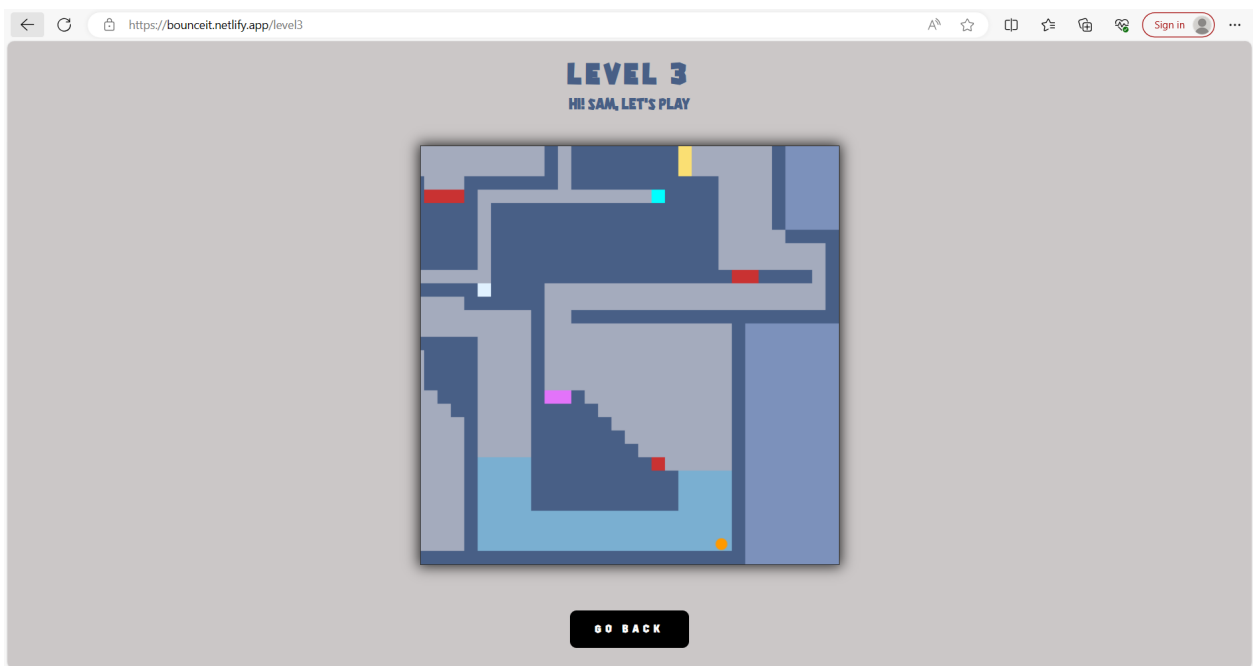 https://bounceit.netlify.app/level3
Sign in
LEVEL 3
HI! SAM, LET'S PLAY
GO BACK